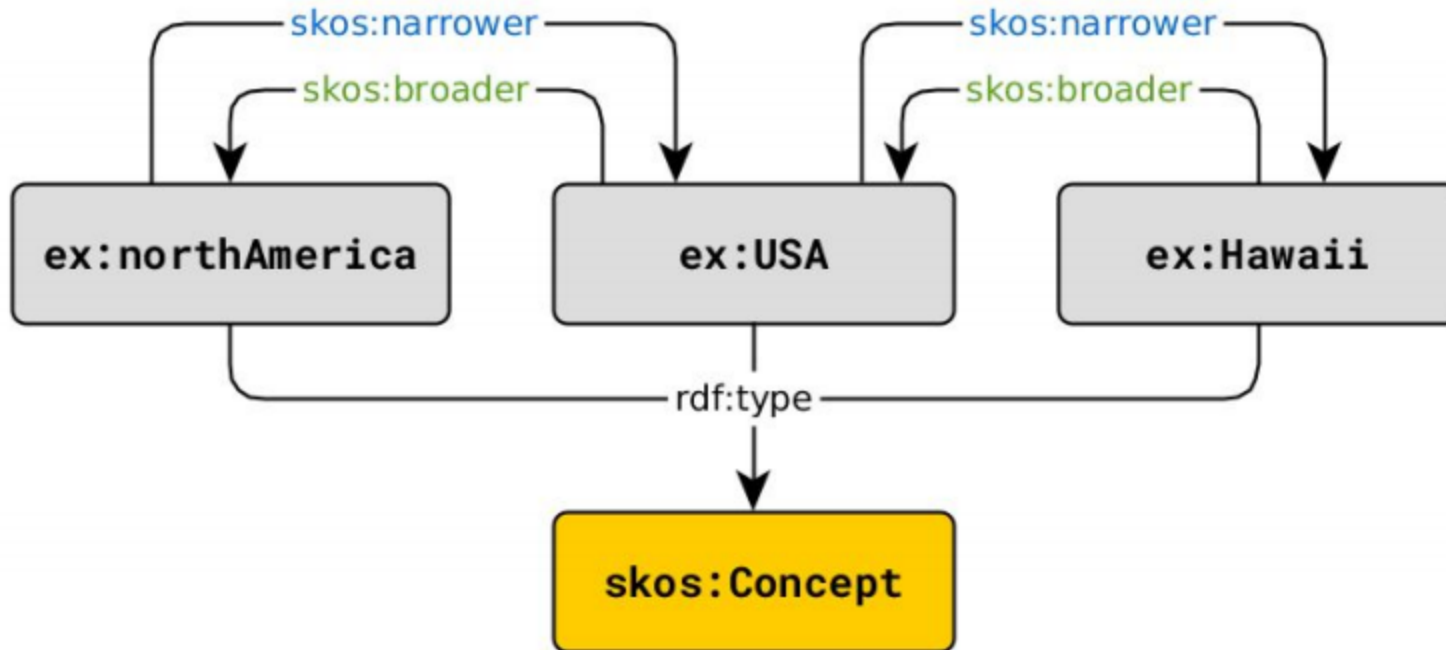 skos:narrower
skos:narrower
skos:broader
skos:broader
ex:northAmerica
ex:USA
ex:Hawaii
rdf:type
skos:Concept